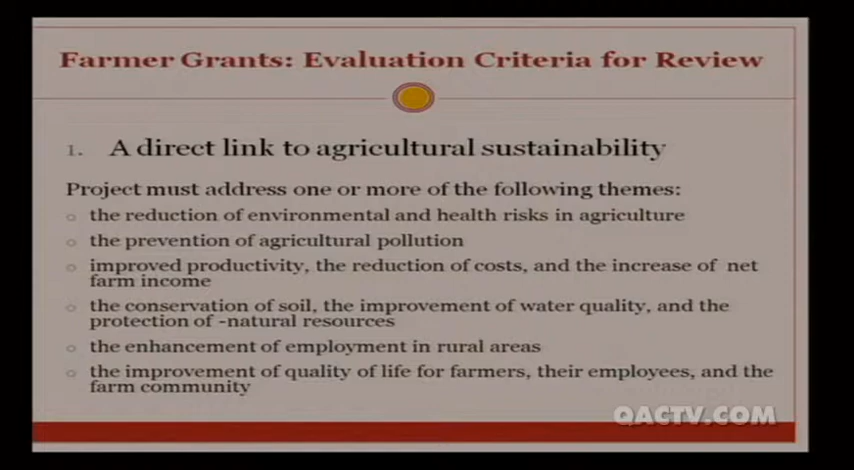 Farmer Grants: Evaluation Criteria for Review
1. A direct link to agricultural sustainability
Project must address one or more of the following themes:
the reduction of environmental and health risks in agriculture
the prevention of agricultural pollution
improved productivity, the reduction of costs, and the increase of net
farm income
the conservation of soil, the improvement of water quality, and the
protection of -natural resources
the enhancement of employment in rural areas
the improvement of quality of life for farmers, their employees, and the
farm community
QACTV.COM